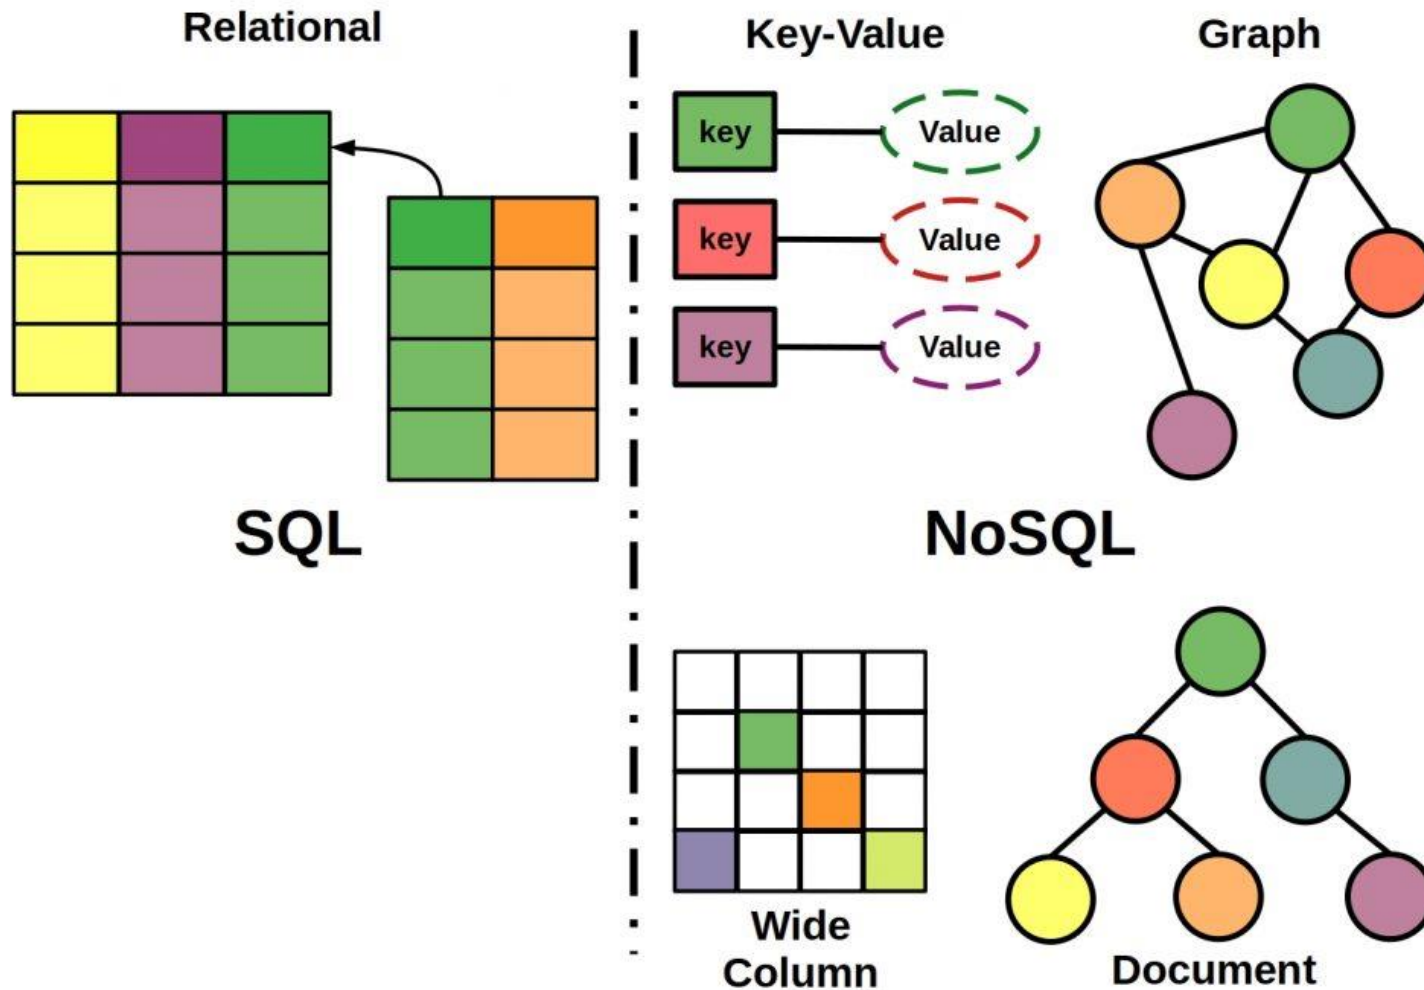 Relational
Key-Value
Graph
key
Value
key
Value
key
Value
SQL
NoSQL
Wide
Column
Document